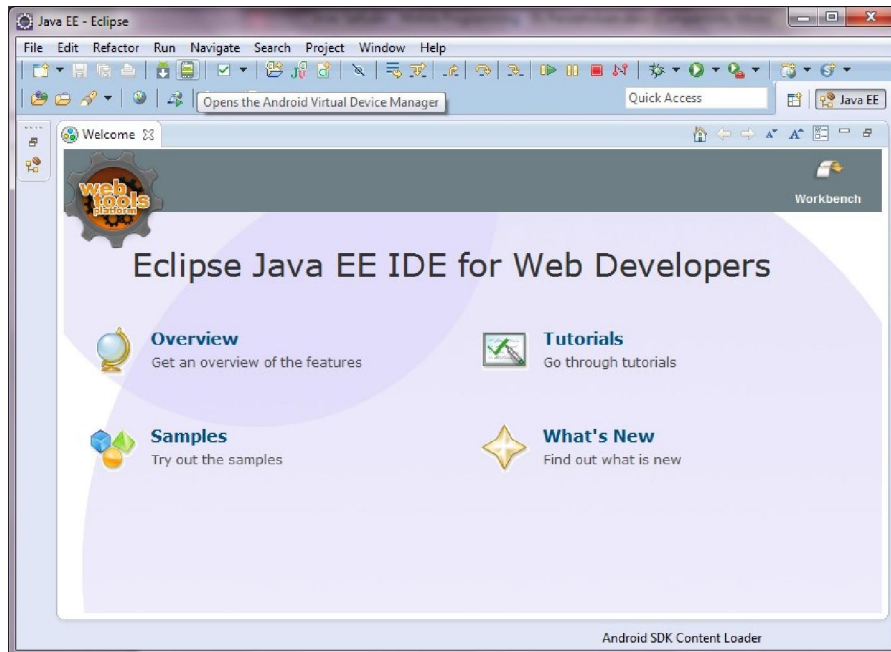 Java EE - Eclipse
File Edit Refactor Run Navigate Search Project Window Help
Opens the Android Virtual Device Manager
Quick Access
Java EE
Welcome
web
tools
platform
Workbench
Eclipse Java EE IDE for Web Developers
Overview
Get an overview of the features
Tutorials
Go through tutorials
Samples
Try out the samples
What's New
Find out what is new
Android SDK Content Loader